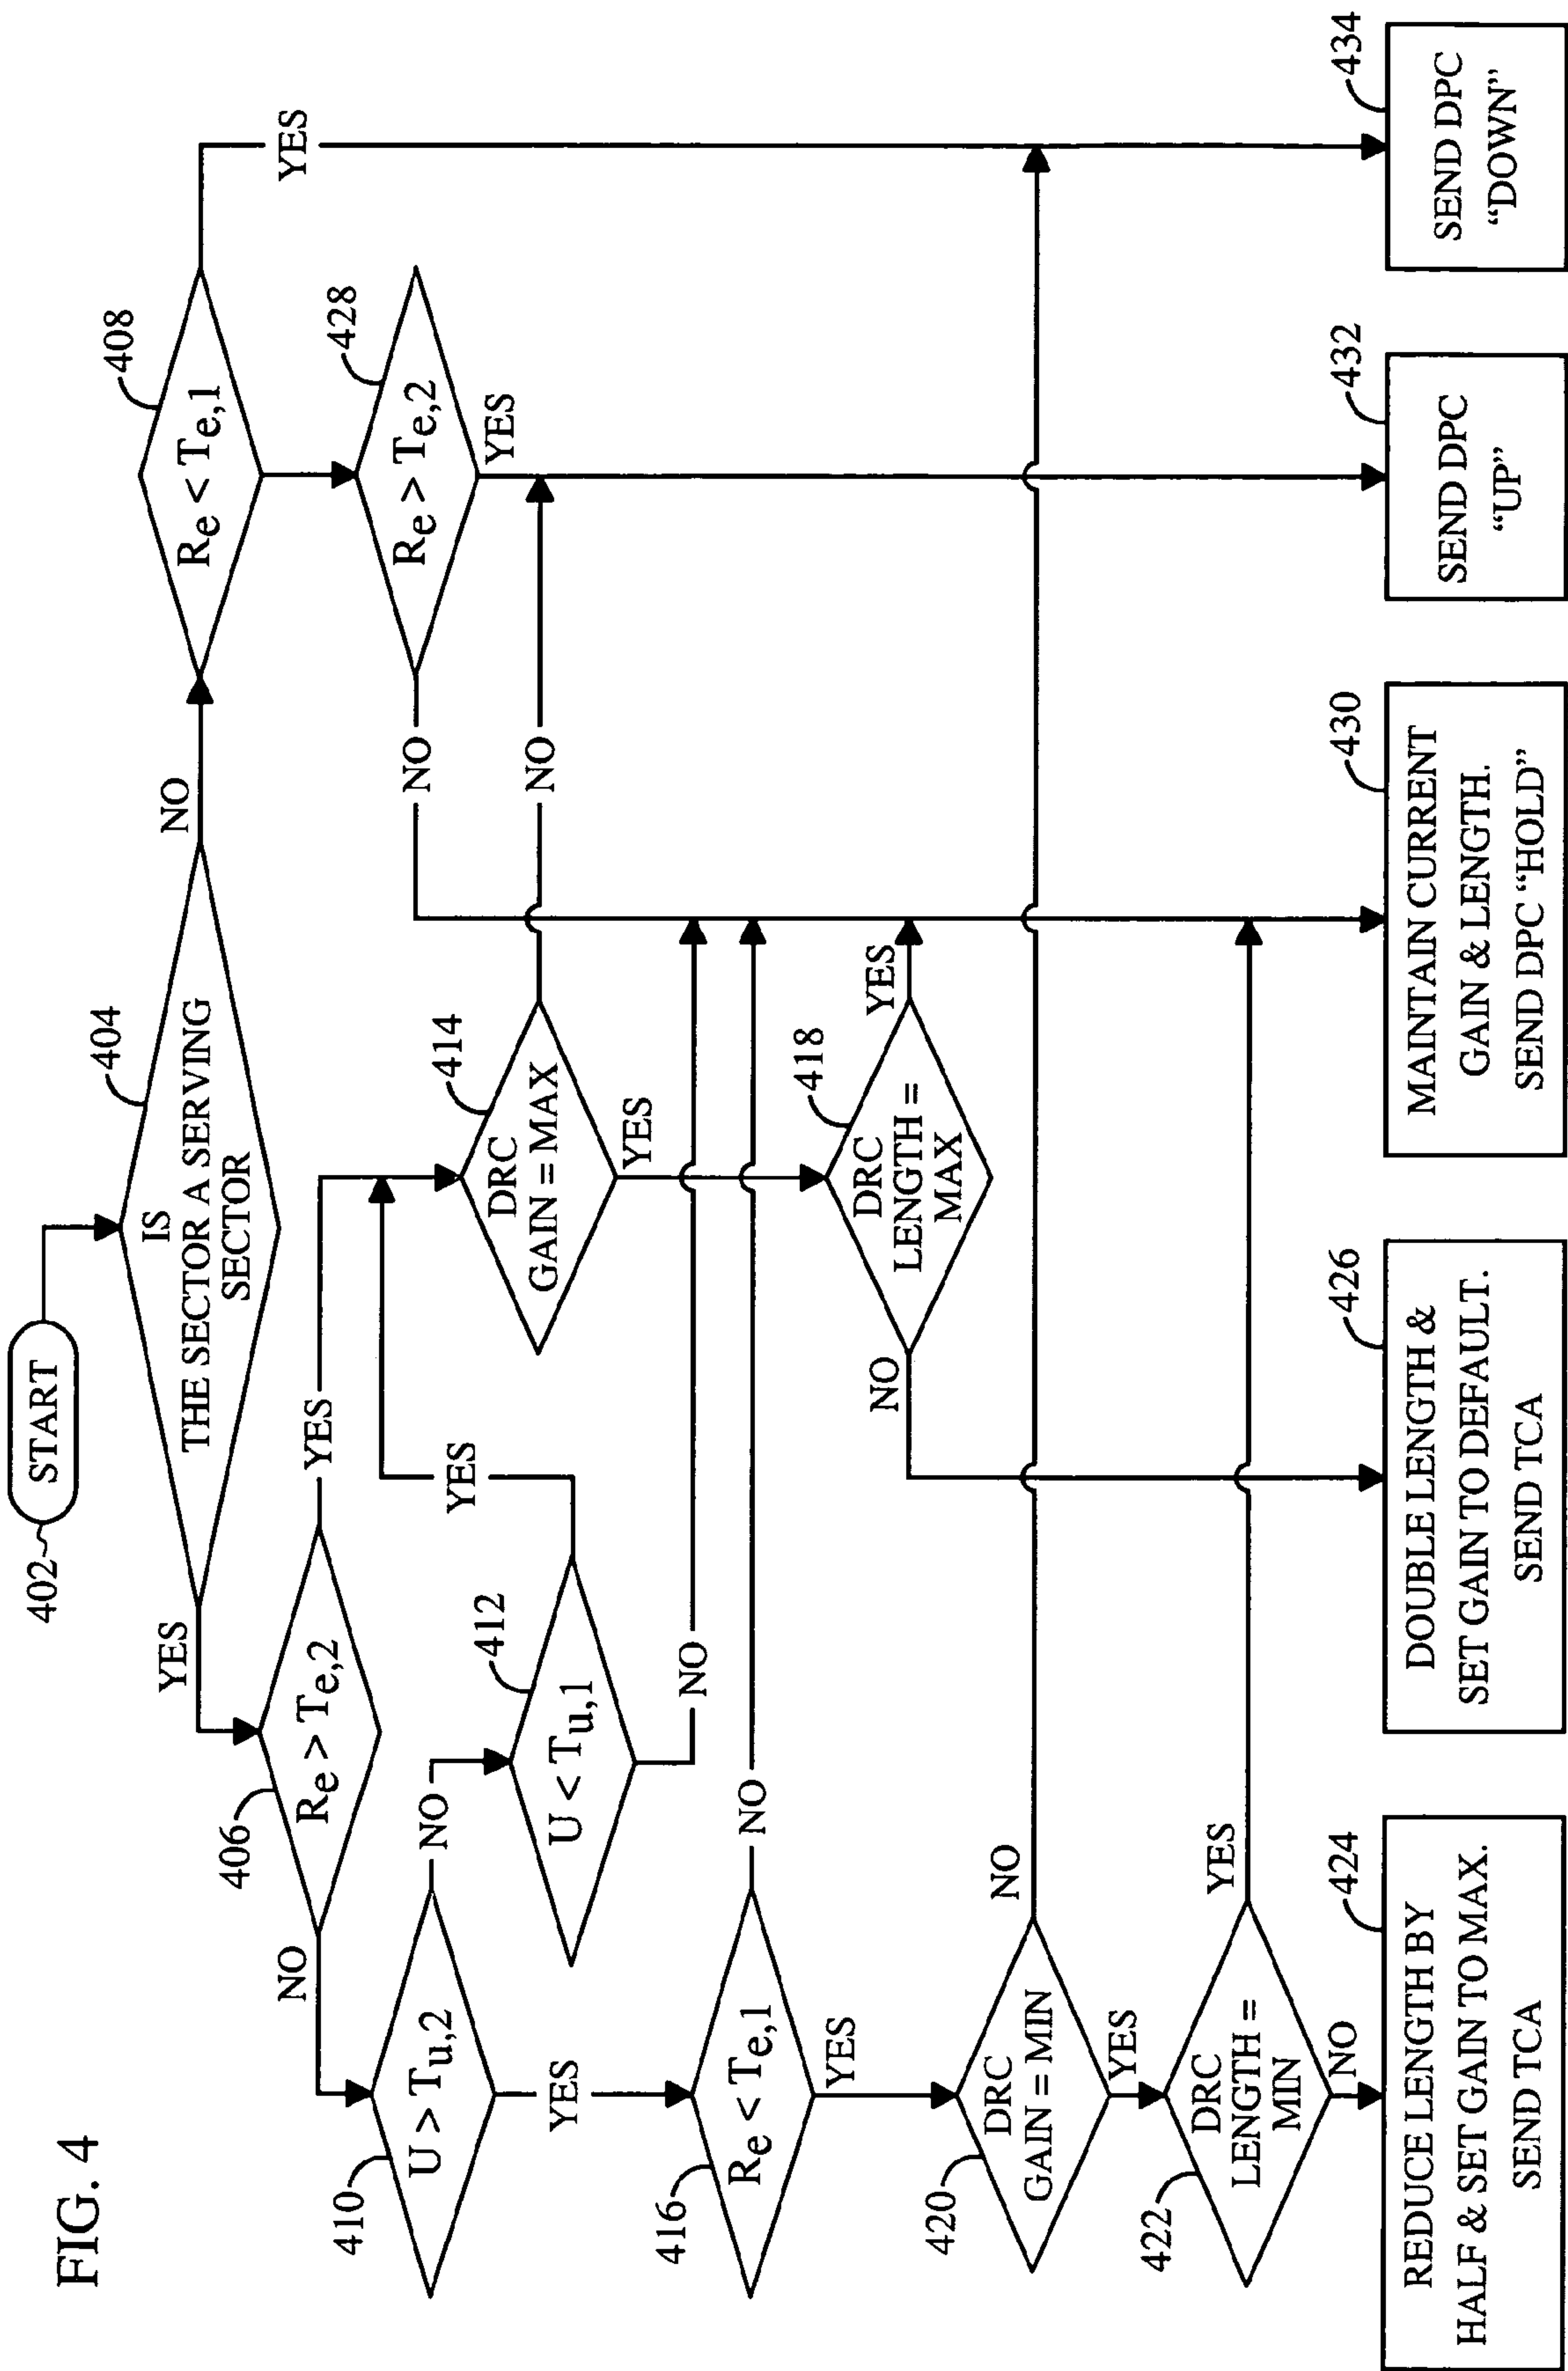 FIG. 4
402
START
404
IS
THE SECTOR A SERVING
SECTOR
YES
NO
406
Re > Te,2
NO
YES
408
Re < Te,1
YES
410
U > Tu,2
NO
YES
412
U < Tu,1
YES
NO
414
DRC
GAIN = MAX
NO
YES
428
Re > Te,2
NO
YES
416
Re < Te,1
NO
YES
418
DRC
LENGTH =
MAX
NO
YES
420
DRC
GAIN = MIN
NO
YES
422
DRC
LENGTH =
MIN
YES
NO
424
REDUCE LENGTH BY
HALF & SET GAIN TO MAX.
SEND TCA
426
DOUBLE LENGTH &
SET GAIN TO DEFAULT.
SEND TCA
430
MAINTAIN CURRENT
GAIN & LENGTH.
SEND DPC “HOLD”
432
SEND DPC
“UP”
434
SEND DPC
“DOWN”